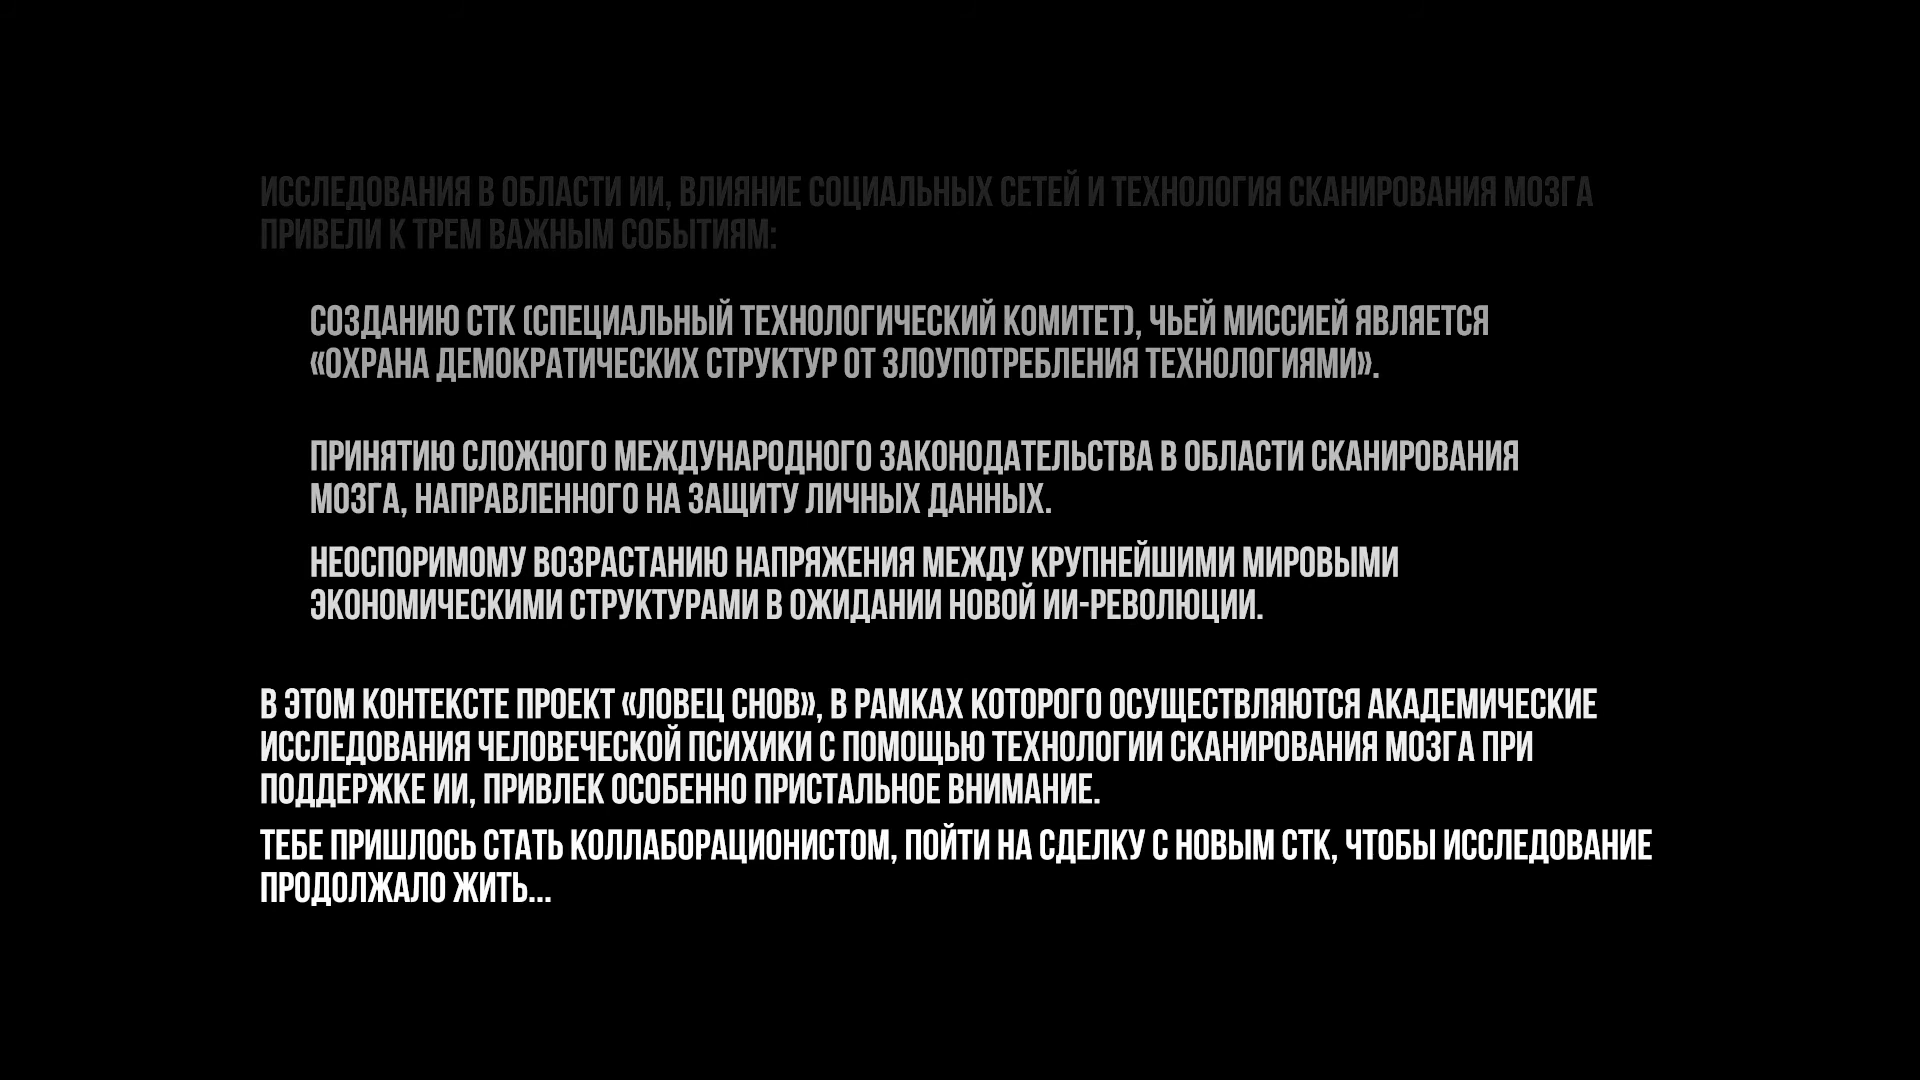 ИССЛЕДОВАНИЯ В ОБЛАСТИ ИИ, ВЛИЯНИЕ СОЦИАЛЬНЫХ СЕТЕЙ И ТЕХНОЛОГИЯ СКАНИРОВАНИЯ МОЗГА
ПРИВЕЛИ К ТРЕМ ВАЖНЫМ СОБЫТИЯМ:
СОЗДАНИЮ СТК (СПЕЦИАЛЬНЫЙ ТЕХНОЛОГИЧЕСКИЙ КОМИТЕТ), ЧЬЕЙ МИССИЕЙ ЯВЛЯЕТСЯ
«ОХРАНА ДЕМОКРАТИЧЕСКИХ СТРУКТУР ОТ ЗЛОУПОТРЕБЛЕНИЯ ТЕХНОЛОГИЯМИ».
ПРИНЯТИЮ СЛОЖНОГО МЕЖДУНАРОДНОГО ЗАКОНОДАТЕЛЬСТВА В ОБЛАСТИ СКАНИРОВАНИЯ
МОЗГА, НАПРАВЛЕННОГО НА ЗАЩИТУ ЛИЧНЫХ ДАННЫХ.
НЕОСПОРИМОМУ ВОЗРАСТАНИЮ НАПРЯЖЕНИЯ МЕЖДУ КРУПНЕЙШИМИ МИРОВЫМИ
ЭКОНОМИЧЕСКИМИ СТРУКТУРАМИ В ОЖИДАНИИ НОВОЙ ИИ-РЕВОЛЮЦИИ.
В ЭТОМ КОНТЕКСТЕ ПРОЕКТ «ЛОВЕЦ СНОВ», В РАМКАХ КОТОРОГО ОСУЩЕСТВЛЯЮТСЯ АКАДЕМИЧЕСКИЕ
ИССЛЕДОВАНИЯ ЧЕЛОВЕЧЕСКОЙ ПСИХИКИ С ПОМОЩЬЮ ТЕХНОЛОГИИ СКАНИРОВАНИЯ МОЗГА ПРИ
ПОДДЕРЖКЕ ИИ, ПРИВЛЕК ОСОБЕННО ПРИСТАЛЬНОЕ ВНИМАНИЕ.
ТЕБЕ ПРИШЛОСЬ СТАТЬ КОЛЛАБОРАЦИОНИСТОМ, ПОЙТИ НА СДЕЛКУ С НОВЫМ СТК, ЧТОБЫ ИССЛЕДОВАНИЕ
ПРОДОЛЖАЛО ЖИТЬ...